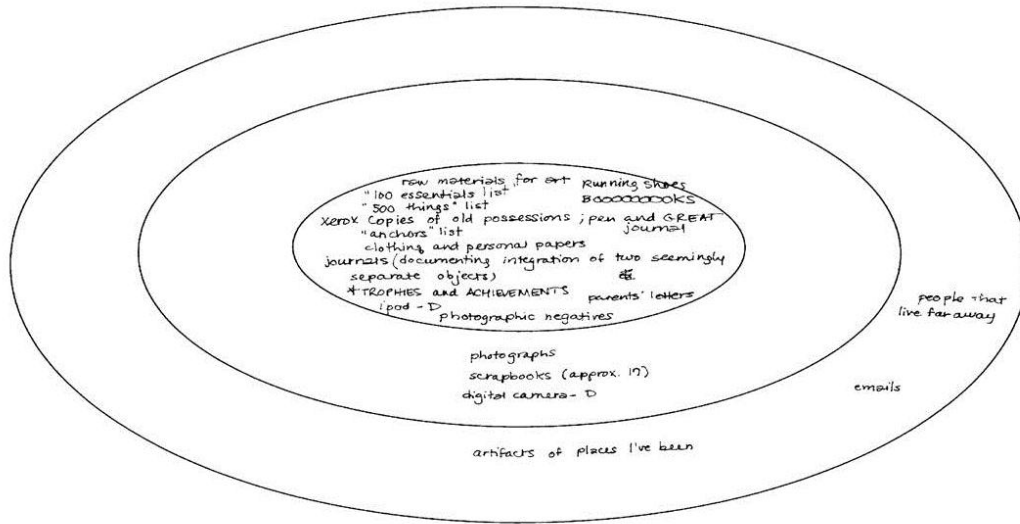 raw materials for art Running Shoes
"100 essentials list"
BOOOOOOOOKS
"500 things" list
Xerox Copies of old possessions ; pen and GREAT
journal
"anchors" list
clothing and personal papers
journals (documenting integration of two seemingly
separate objects)
*TROPHIES and ACHIEVEMENTS
parents' letters
ipod - D
photographic negatives
people that
live far away
photographs
scrapbooks (approx. 17)
emails
digital camera - D
artifacts of places I've been